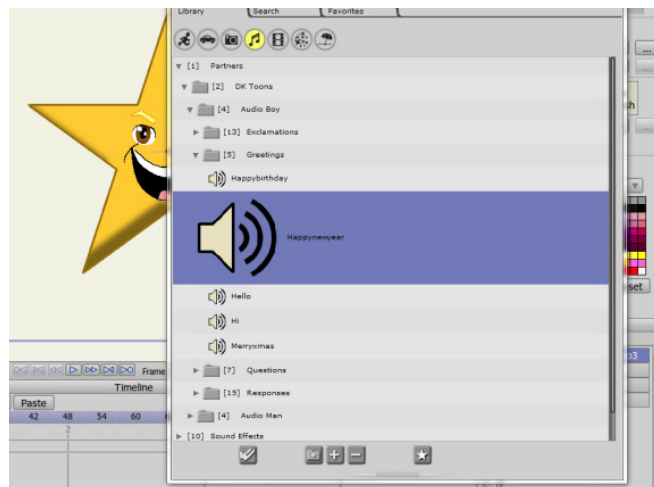 Library Search Favorites
[1] Partners
[2] DK Toons
[4] Audio Boy
[13] Exclamations
[5] Greetings
Happybirthday
Happynewyear
Hello
Hi
Merryxmas
[7] Questions
[15] Responses
[4] Audio Man
[10] Sound Effects
Frame
Timeline
Paste
42 48 54 60
2
...
set
p3